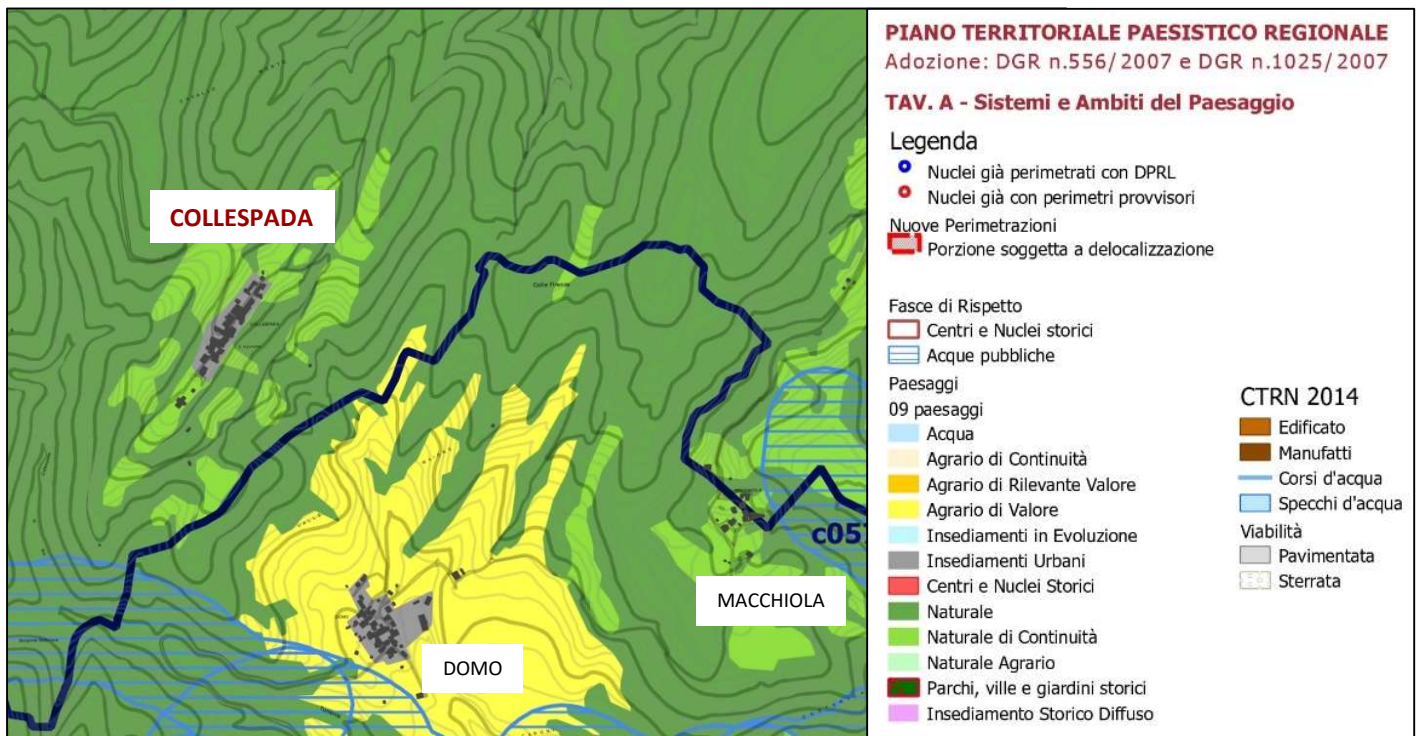 COLLESPADA
MACCHIOLA
DOMO
c057
PIANO TERRITORIALE PAESISTICO REGIONALE
Adozione: DGR n.556/2007 e DGR n.1025/2007
TAV. A - Sistemi e Ambiti del Paesaggio
Legenda
Nuclei già perimetrati con DPRL
Nuclei già con perimetri provvisori
Nuove Perimetrazioni
Porzione soggetta a delocalizzazione
Fasce di Rispetto
Centri e Nuclei storici
Acque pubbliche
Paesaggi
09 paesaggi
Acqua
Agrario di Continuità
Agrario di Rilevante Valore
Agrario di Valore
Insediamenti in Evoluzione
Insediamenti Urbani
Centri e Nuclei Storici
Naturale
Naturale di Continuità
Naturale Agrario
Parchi, ville e giardini storici
Insediamento Storico Diffuso
CTRN 2014
Edificato
Manufatti
Corsi d'acqua
Specchi d'acqua
Viabilità
Pavimentata
Sterrata